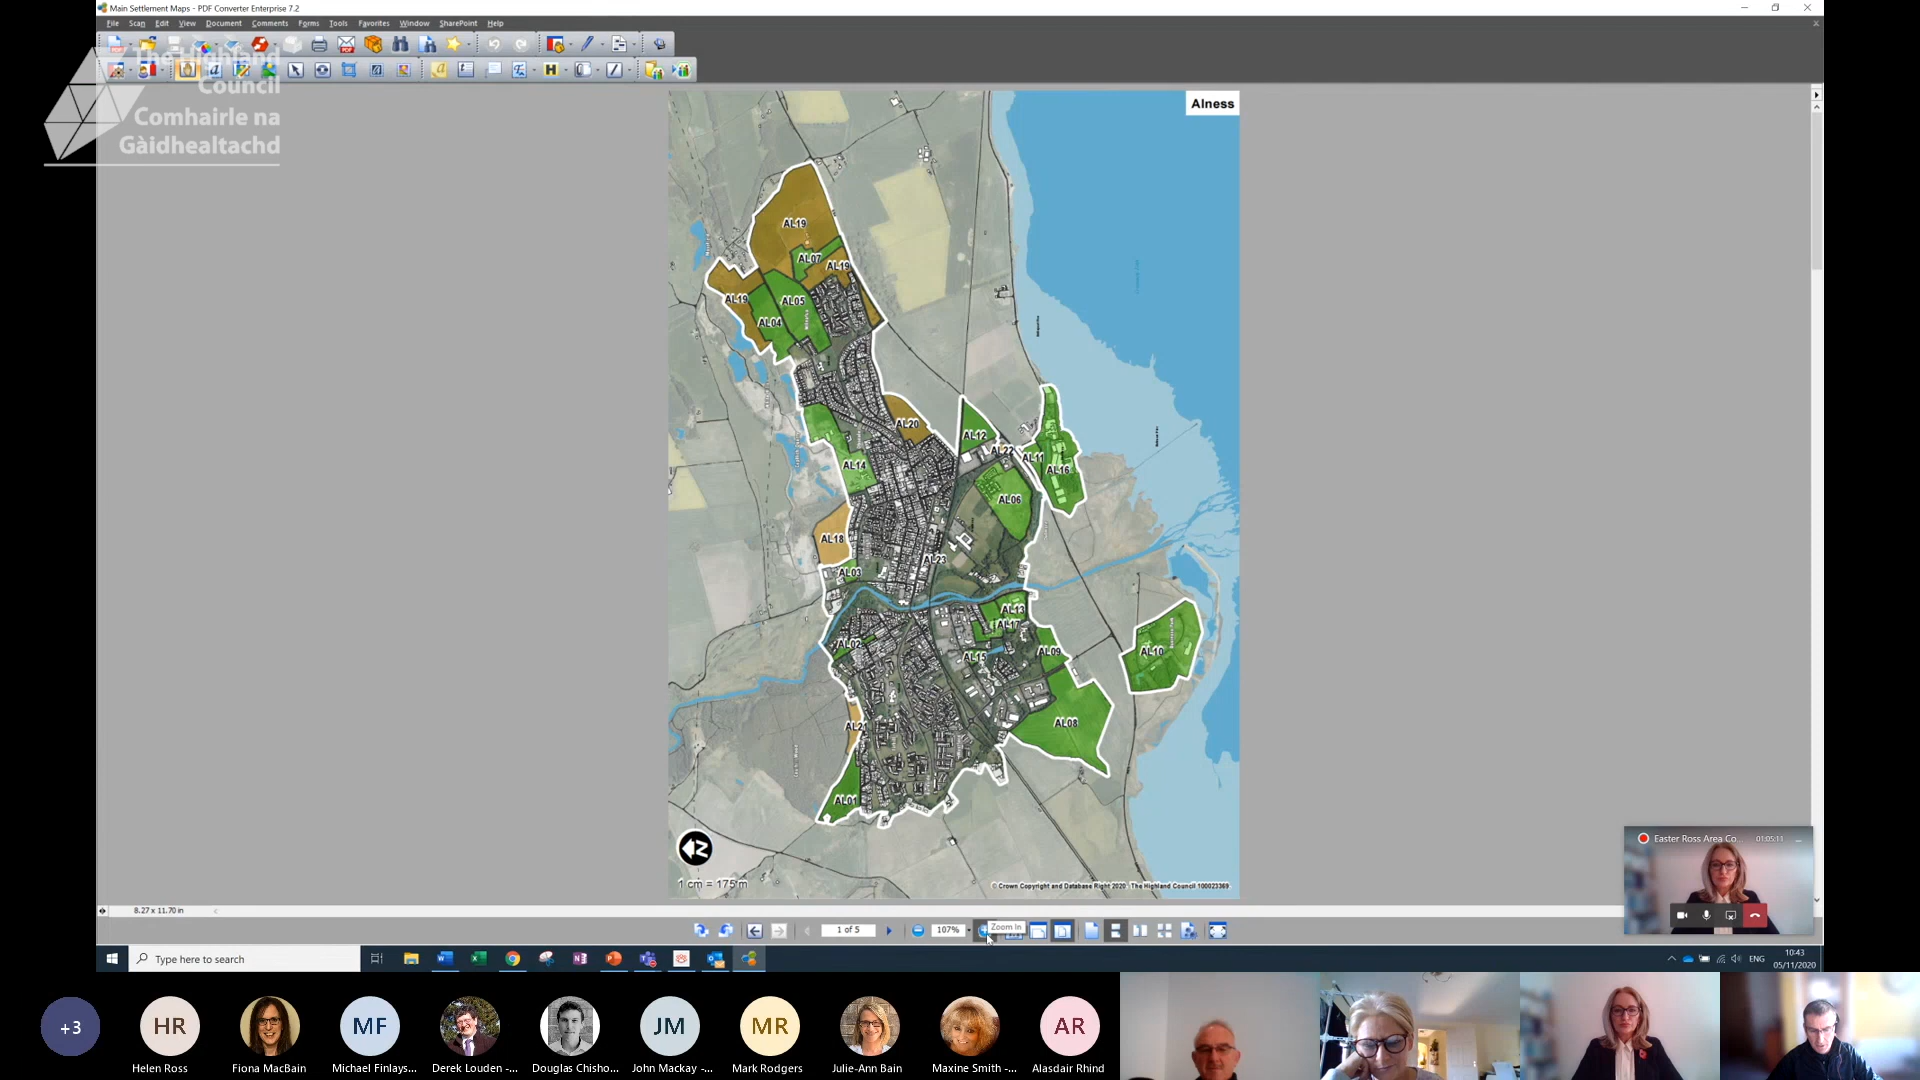 Main Settlement Maps - PDF Converter Enterprise 7.2
File Scan Edit View Document Comments Forms Tools Favorites Window SharePoint Help
The Highland
Council
Comhairle na
Gàidhealtachd
Alness
AL19
AL07
AL19
AL19
AL05
AL04
AL20
AL12
AL22
AL11
AL16
AL14
AL06
AL18
AL23
AL03
AL13
AL17
AL02
AL15
AL09
AL10
AL21
AL08
AL01
N
1 cm = 175 m
© Crown Copyright and Database Right 2020. The Highland Council 100023369
Easter Ross Area Co... 01:05:11
8.27 x 11.70 in
1 of 5
107%
Zoom In
Type here to search
ENG
10:43
05/11/2020
+3
HR
MF
JM
MR
AR
Helen Ross
Fiona MacBain
Michael Finlays...
Derek Louden -...
Douglas Chisho...
John Mackay -...
Mark Rodgers
Julie-Ann Bain
Maxine Smith -...
Alasdair Rhind